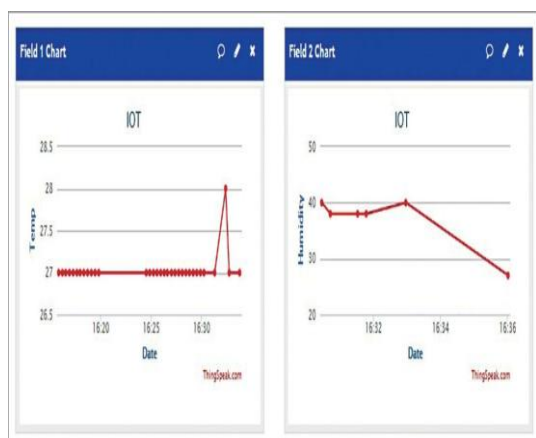 Field 1 Chart
IOT
28.5
28
27.5
27
26.5
Temp
16:20 16:25 16:30
Date
ThingSpeak.com
Field 2 Chart
IOT
50
40
30
20
Humidity
16:32 16:34 16:36
Date
ThingSpeak.com